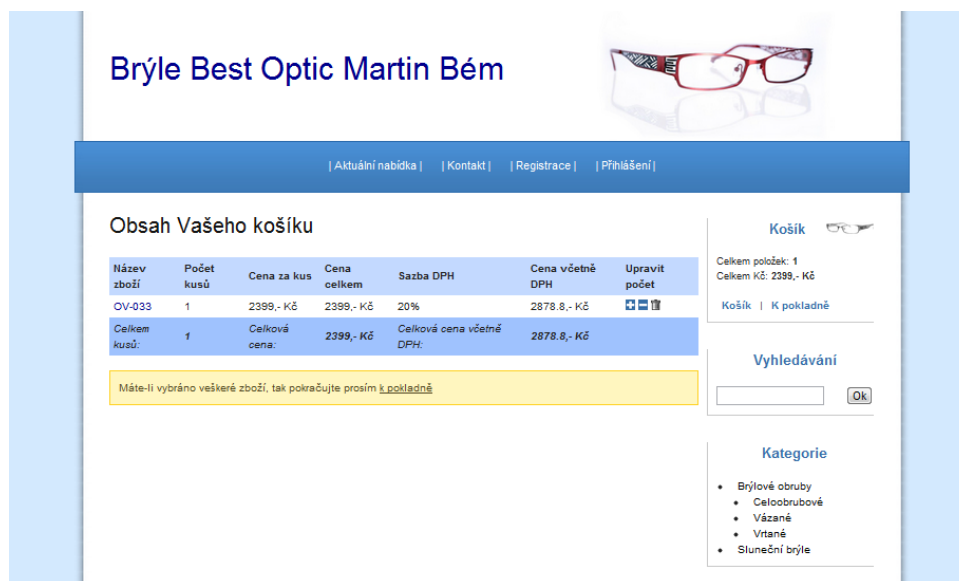 Brýle Best Optic Martin Bém
| Aktuální nabídka | | Kontakt | | Registrace | | Přihlášení |
Obsah Vašeho košíku
Název zboží Počet kusů Cena za kus Cena celkem Sazba DPH Cena včetně DPH Upravit počet
OV-033 1 2399,- Kč 2399,- Kč 20% 2878.8,- Kč
Celkem kusů: 1 Celková cena: 2399,- Kč Celková cena včetně DPH: 2878.8,- Kč
Máte-li vybráno veškeré zboží, tak pokračujte prosím k pokladně
Košík
Celkem položek: 1
Celkem Kč: 2399,- Kč
Košík | K pokladně
Vyhledávání
Ok
Kategorie
Brýlové obruby
Celoobrubové
Vázané
Vrtané
Sluneční brýle